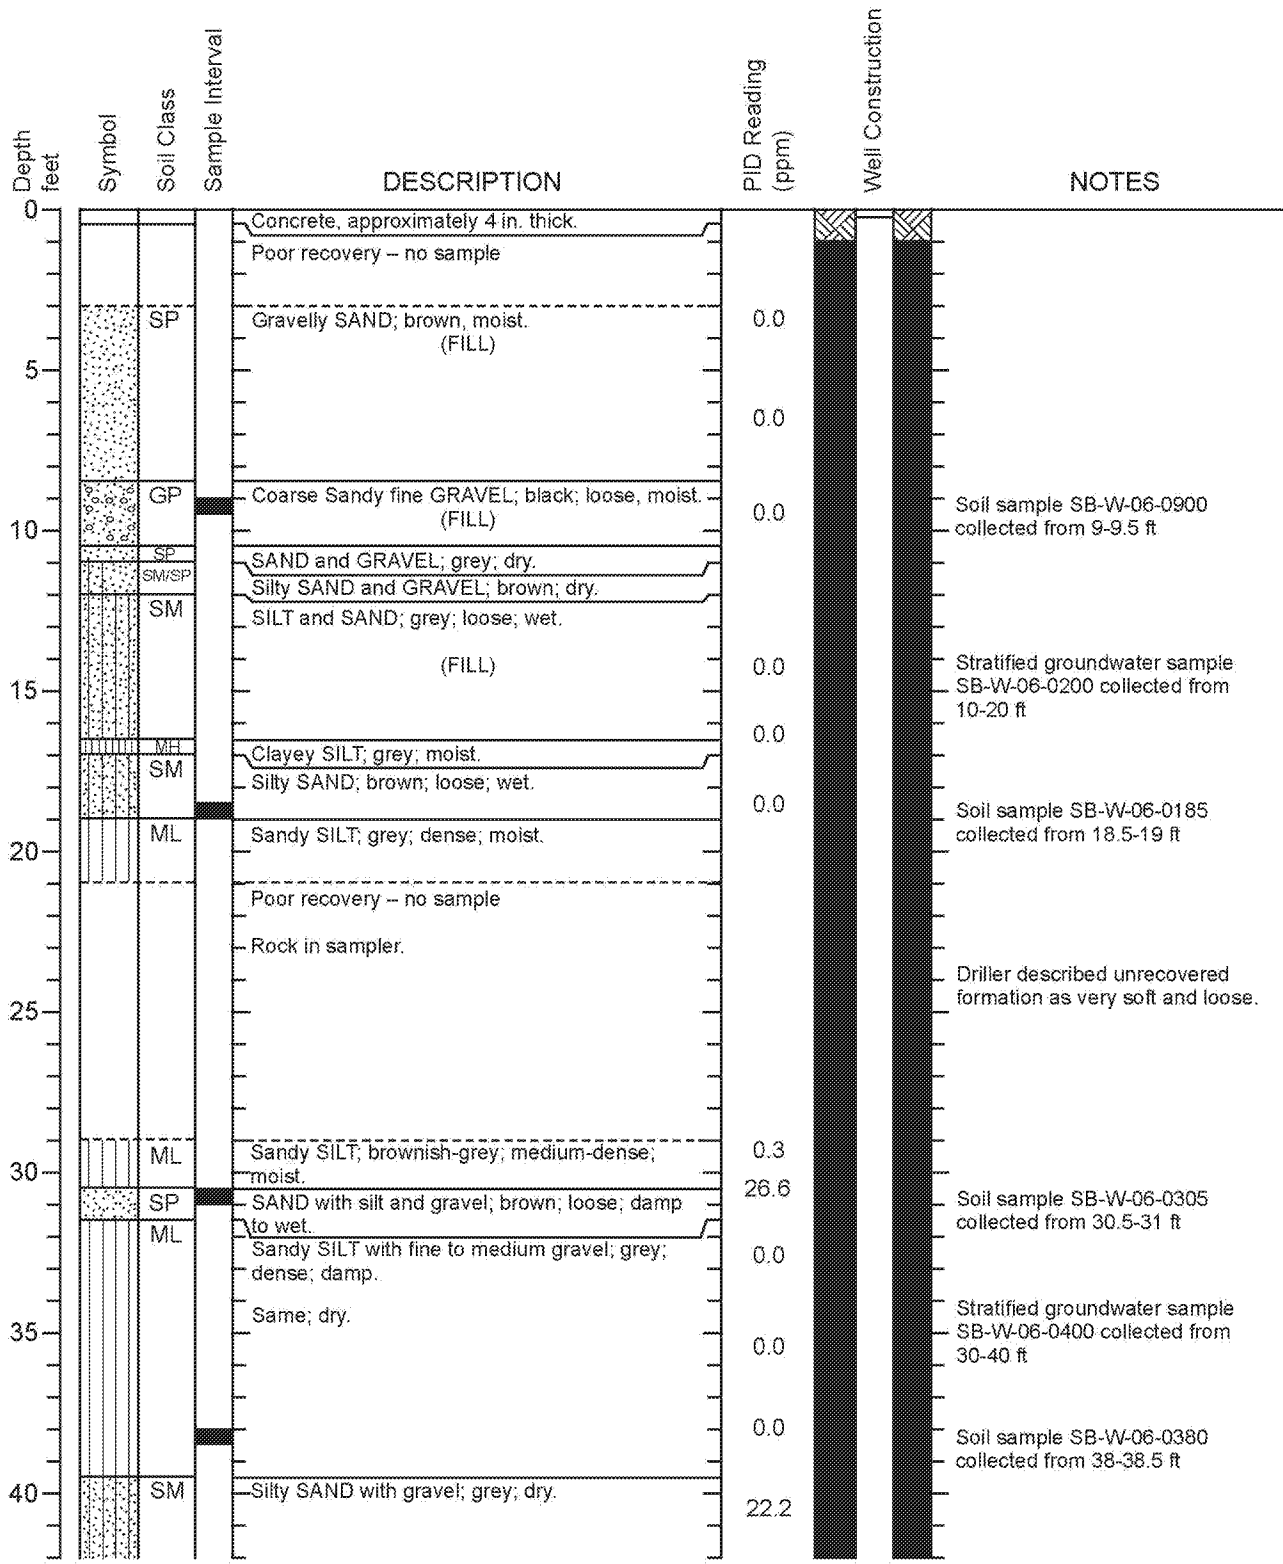 Depth
feet
Symbol
Soil Class
Sample Interval
DESCRIPTION
PID Reading
(ppm)
Well Construction
NOTES
0
Concrete, approximately 4 in. thick.
Poor recovery – no sample
SP
Gravelly SAND; brown, moist.
(FILL)
0.0
5
0.0
GP
Coarse Sandy fine GRAVEL; black; loose, moist.
(FILL)
0.0
Soil sample SB-W-06-0900
collected from 9-9.5 ft
10
SP
SAND and GRAVEL; grey; dry.
SM/SP
Silty SAND and GRAVEL; brown; dry.
SM
SILT and SAND; grey; loose; wet.
(FILL)
0.0
Stratified groundwater sample
SB-W-06-0200 collected from
10-20 ft
15
0.0
MH
Clayey SILT; grey; moist.
SM
Silty SAND; brown; loose; wet.
0.0
Soil sample SB-W-06-0185
collected from 18.5-19 ft
ML
Sandy SILT; grey; dense; moist.
20
Poor recovery – no sample
Rock in sampler.
Driller described unrecovered
formation as very soft and loose.
25
ML
Sandy SILT; brownish-grey; medium-dense;
moist.
0.3
30
26.6
SP
SAND with silt and gravel; brown; loose; damp
to wet.
Soil sample SB-W-06-0305
collected from 30.5-31 ft
ML
Sandy SILT with fine to medium gravel; grey;
dense; damp.
0.0
Same; dry.
Stratified groundwater sample
SB-W-06-0400 collected from
30-40 ft
35
0.0
0.0
Soil sample SB-W-06-0380
collected from 38-38.5 ft
40
SM
Silty SAND with gravel; grey; dry.
22.2